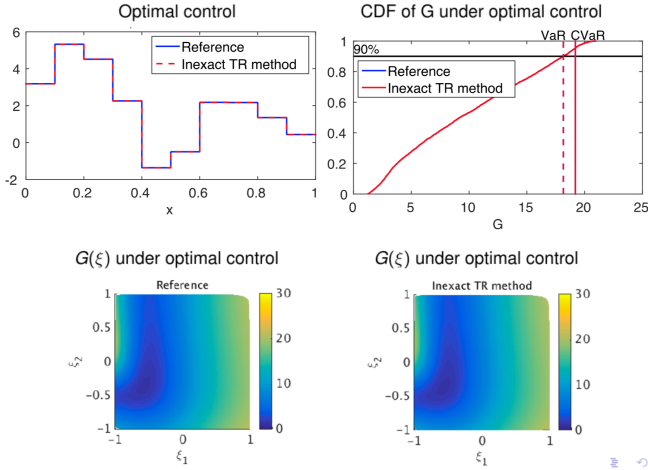 Optimal control
6
4
2
0
-2
0
0.2
0.4
0.6
0.8
1
x
Reference
Inexact TR method
CDF of G under optimal control
VaR
CVaR
90%
1
0.8
0.6
0.4
0.2
0
0
5
10
15
20
25
G
Reference
Inexact TR method
G(ξ) under optimal control
Reference
1
0.5
0
-0.5
-1
ξ2
-1
0
1
ξ1
30
20
10
0
G(ξ) under optimal control
Inexact TR method
1
0.5
0
-0.5
-1
ξ2
-1
0
1
ξ1
30
20
10
0